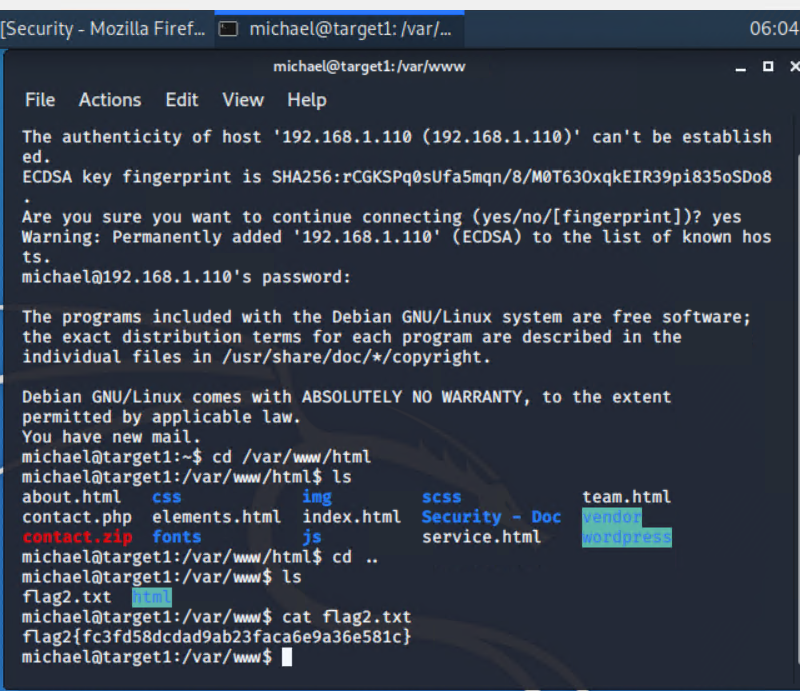 [Security - Mozilla Firef... michael@target1: /var/... 06:04
michael@target1:/var/www
File Actions Edit View Help
The authenticity of host '192.168.1.110 (192.168.1.110)' can't be establish
ed.
ECDSA key fingerprint is SHA256:rCGKSPq0sUfa5mqn/8/M0T63OxqkEIR39pi835oSDo8
.
Are you sure you want to continue connecting (yes/no/[fingerprint])? yes
Warning: Permanently added '192.168.1.110' (ECDSA) to the list of known hos
ts.
michael@192.168.1.110's password:
The programs included with the Debian GNU/Linux system are free software;
the exact distribution terms for each program are described in the
individual files in /usr/share/doc/*/copyright.
Debian GNU/Linux comes with ABSOLUTELY NO WARRANTY, to the extent
permitted by applicable law.
You have new mail.
michael@target1:~$ cd /var/www/html
michael@target1:/var/www/html$ ls
about.html css img scss team.html
contact.php elements.html index.html Security - Doc vendor
contact.zip fonts js service.html wordpress
michael@target1:/var/www/html$ cd ..
michael@target1:/var/www$ ls
flag2.txt html
michael@target1:/var/www$ cat flag2.txt
flag2{fc3fd58dcdad9ab23faca6e9a36e581c}
michael@target1:/var/www$